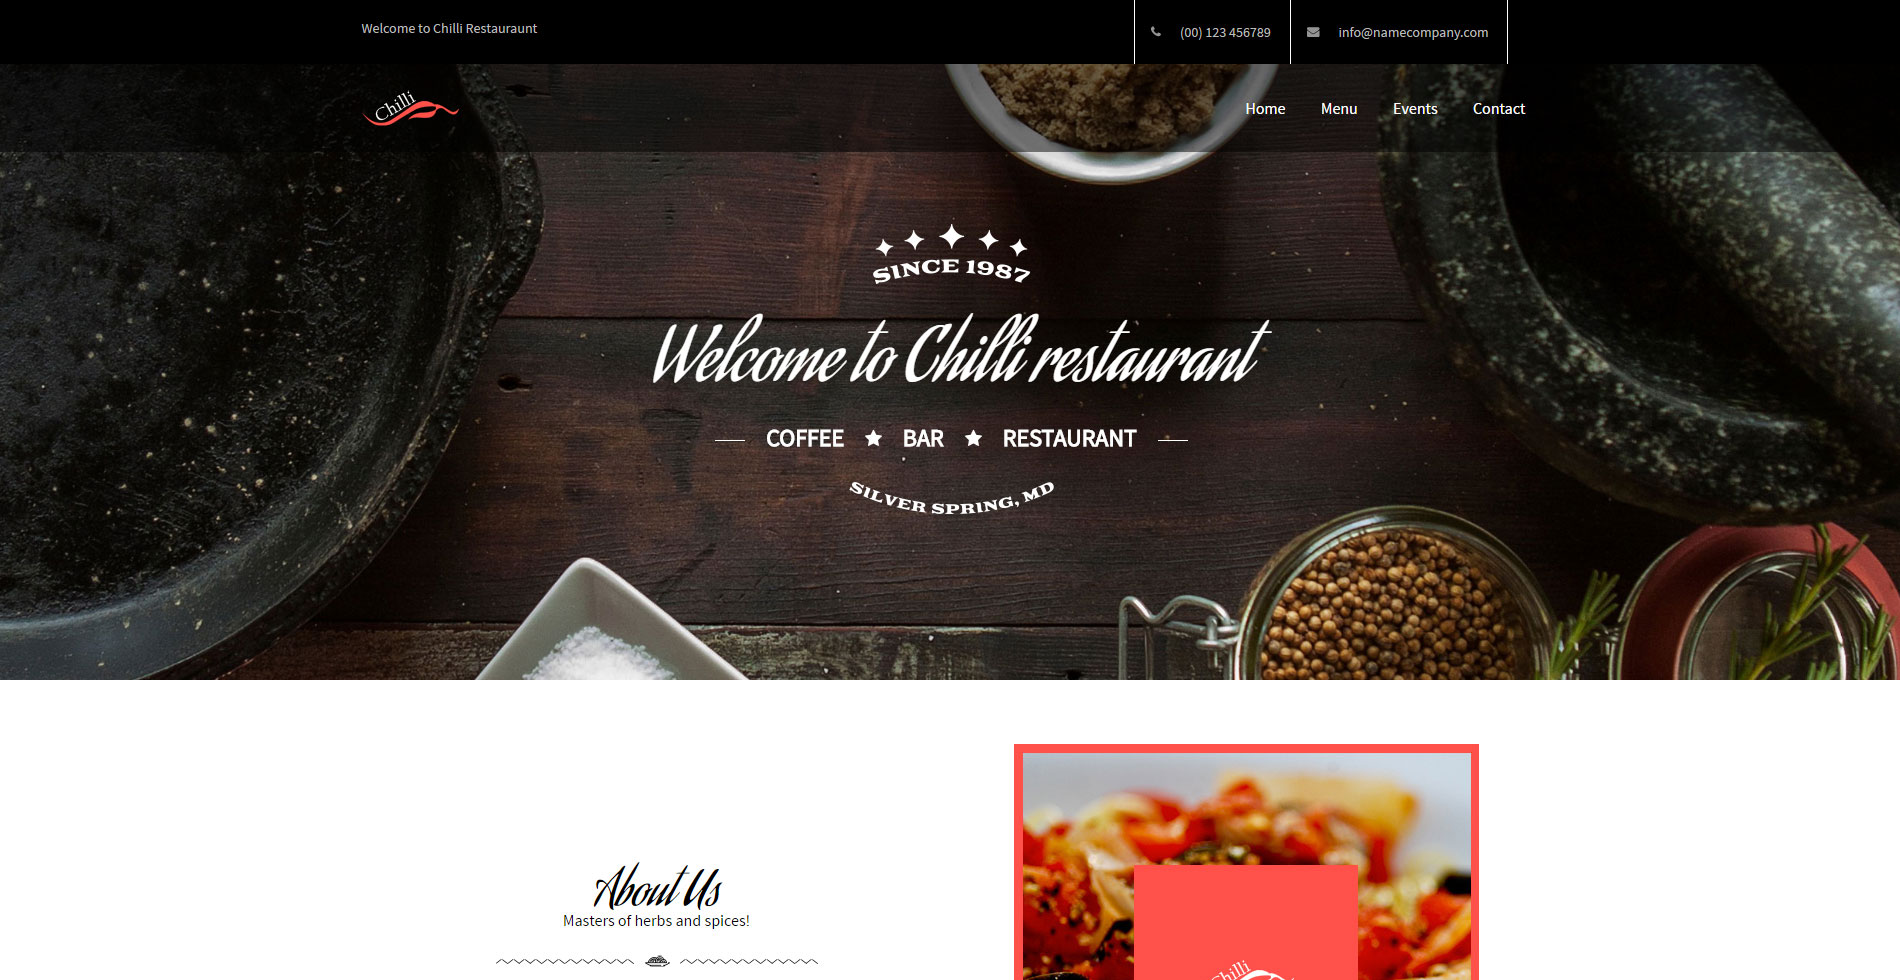 Welcome to Chilli Restauraunt
(00) 123 456789
info@namecompany.com
Chilli
Home Menu Events Contact
SINCE 1987
Welcome to Chilli restaurant
COFFEE BAR RESTAURANT
SILVER SPRING, MD
About Us
Masters of herbs and spices!
Chilli